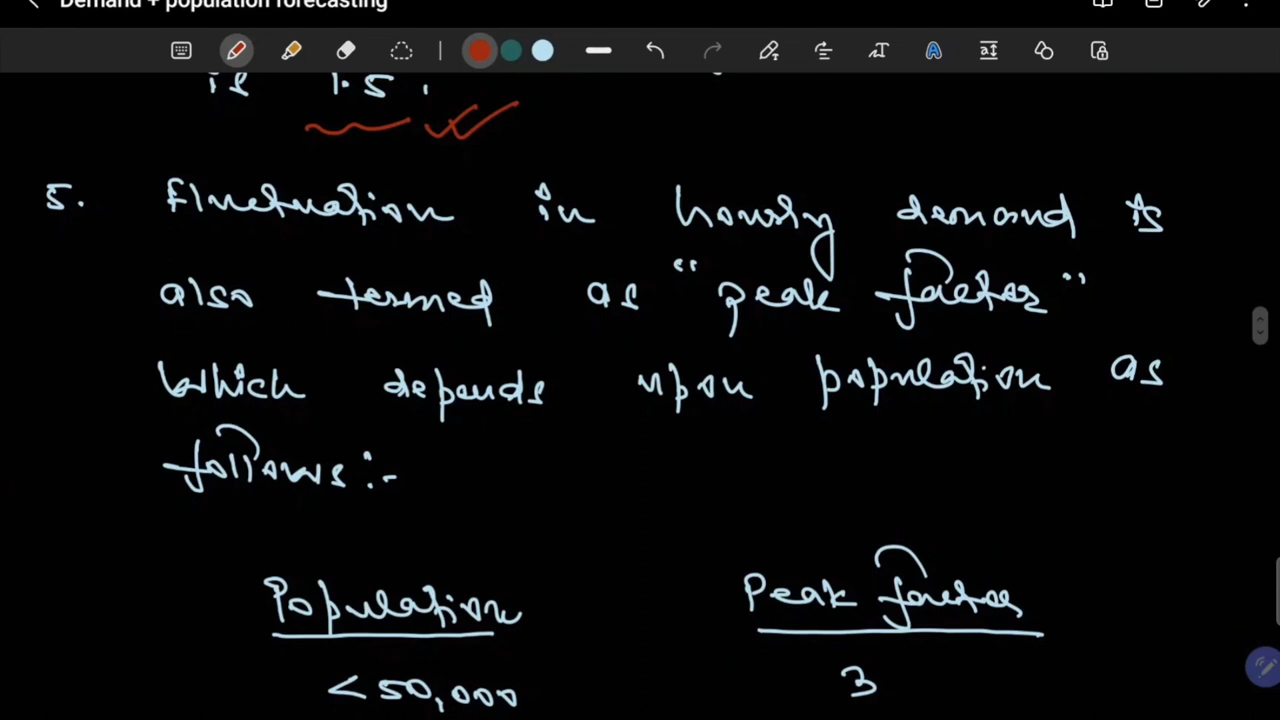 Demand + population forecasting
is 1.5.
5. Fluctuation in hourly demand is
also termed as "peak factor"
which depends upon population as
follows:-
Population Peak factor
<50,000 3